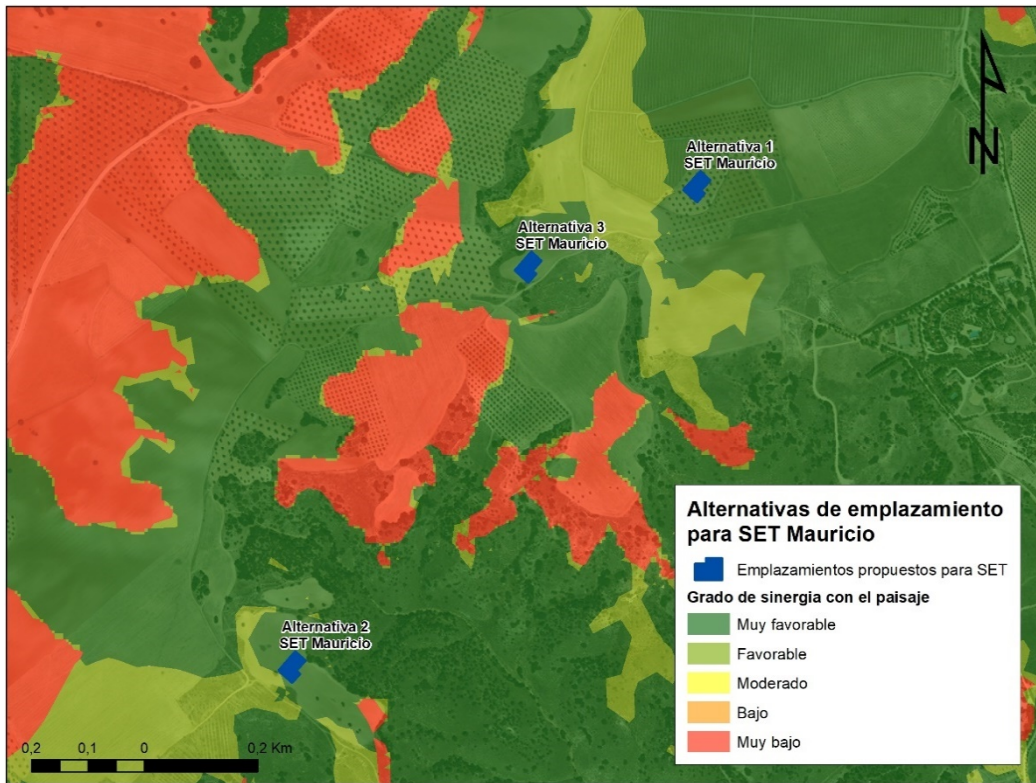 Alternativa 1
SET Mauricio
Alternativa 3
SET Mauricio
Alternativa 2
SET Mauricio
N
Alternativas de emplazamiento
para SET Mauricio
Emplazamientos propuestos para SET
Grado de sinergia con el paisaje
Muy favorable
Favorable
Moderado
Bajo
Muy bajo
0,2 0,1 0 0,2 Km